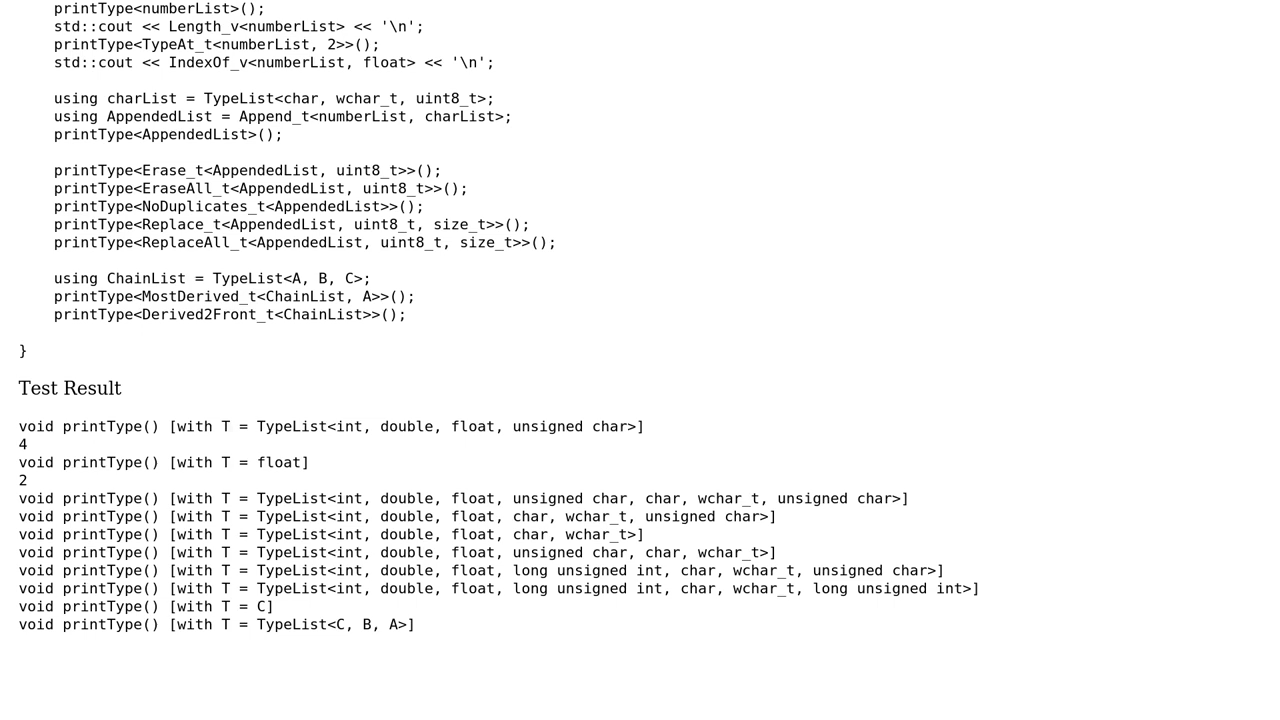 printType<numberList>();
    std::cout << Length_v<numberList> << '\n';
    printType<TypeAt_t<numberList, 2>>();
    std::cout << IndexOf_v<numberList, float> << '\n';

    using charList = TypeList<char, wchar_t, uint8_t>;
    using AppendedList = Append_t<numberList, charList>;
    printType<AppendedList>();

    printType<Erase_t<AppendedList, uint8_t>>();
    printType<EraseAll_t<AppendedList, uint8_t>>();
    printType<NoDuplicates_t<AppendedList>>();
    printType<Replace_t<AppendedList, uint8_t, size_t>>();
    printType<ReplaceAll_t<AppendedList, uint8_t, size_t>>();

    using ChainList = TypeList<A, B, C>;
    printType<MostDerived_t<ChainList, A>>();
    printType<Derived2Front_t<ChainList>>();

}
Test Result
void printType() [with T = TypeList<int, double, float, unsigned char>]
4
void printType() [with T = float]
2
void printType() [with T = TypeList<int, double, float, unsigned char, char, wchar_t, unsigned char>]
void printType() [with T = TypeList<int, double, float, char, wchar_t, unsigned char>]
void printType() [with T = TypeList<int, double, float, char, wchar_t>]
void printType() [with T = TypeList<int, double, float, unsigned char, char, wchar_t>]
void printType() [with T = TypeList<int, double, float, long unsigned int, char, wchar_t, unsigned char>]
void printType() [with T = TypeList<int, double, float, long unsigned int, char, wchar_t, long unsigned int>]
void printType() [with T = C]
void printType() [with T = TypeList<C, B, A>]